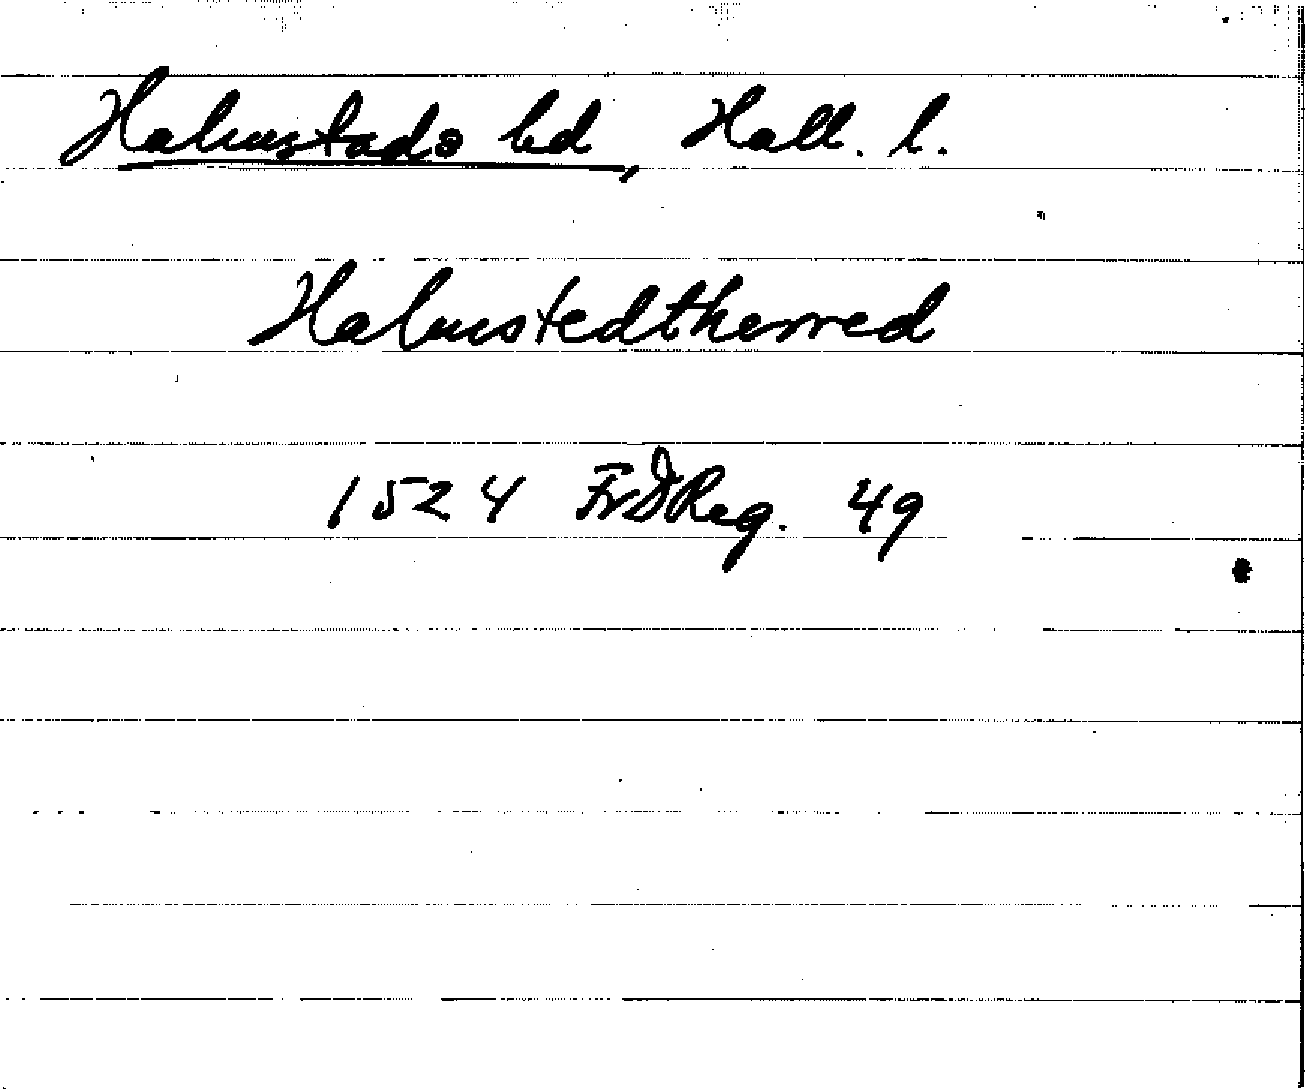 Halmstads hd, Hall. l.
Halmstedtherred
1524 FrDReg. 49